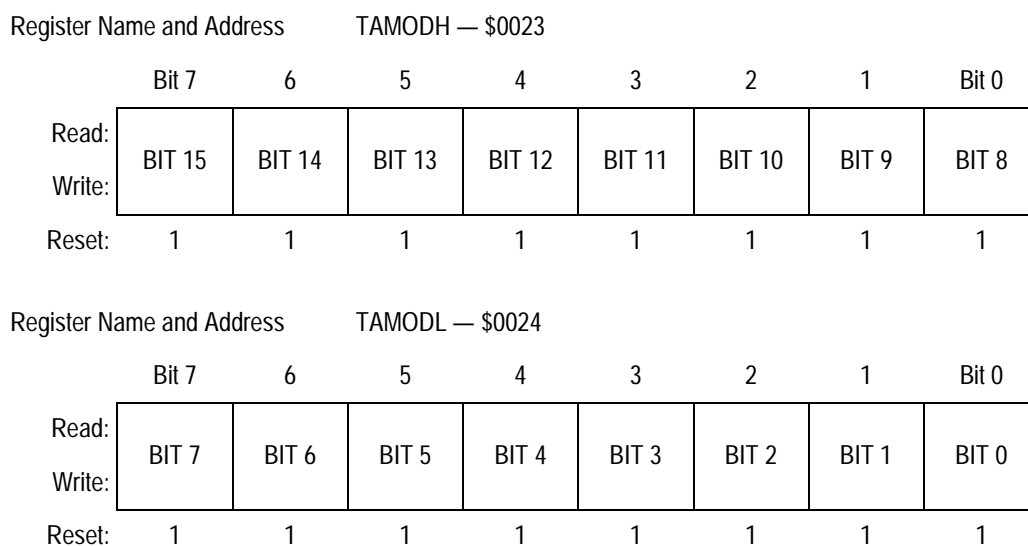 Register Name and Address TAMODH — $0023
Bit 7 6 5 4 3 2 1 Bit 0
Read:
BIT 15 BIT 14 BIT 13 BIT 12 BIT 11 BIT 10 BIT 9 BIT 8
Write:
Reset: 1 1 1 1 1 1 1 1
Register Name and Address TAMODL — $0024
Bit 7 6 5 4 3 2 1 Bit 0
Read:
BIT 7 BIT 6 BIT 5 BIT 4 BIT 3 BIT 2 BIT 1 BIT 0
Write:
Reset: 1 1 1 1 1 1 1 1